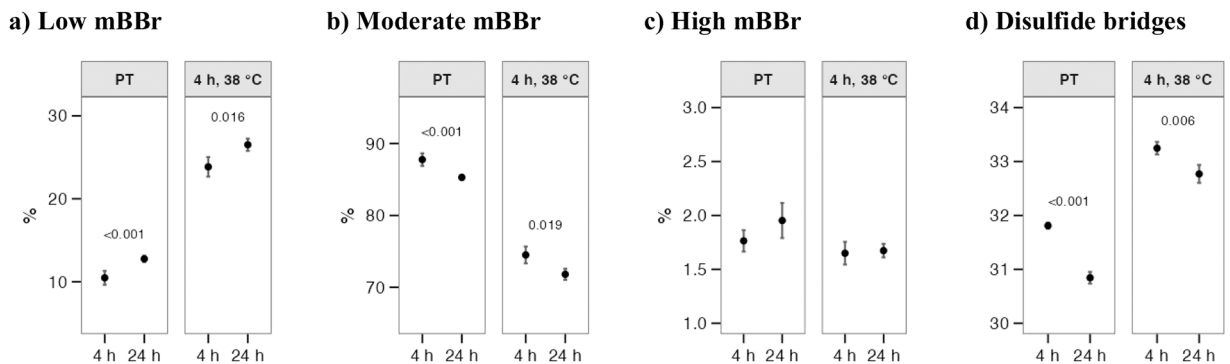 a) Low mBBr
b) Moderate mBBr
c) High mBBr
d) Disulfide bridges
PT
4 h, 38 °C
%
30
20
10
<0.001
0.016
4 h 24 h
4 h 24 h
PT
4 h, 38 °C
%
90
80
70
<0.001
0.019
4 h 24 h
4 h 24 h
PT
4 h, 38 °C
%
3.0
2.5
2.0
1.5
1.0
4 h 24 h
4 h 24 h
PT
4 h, 38 °C
%
34
33
32
31
30
<0.001
0.006
4 h 24 h
4 h 24 h